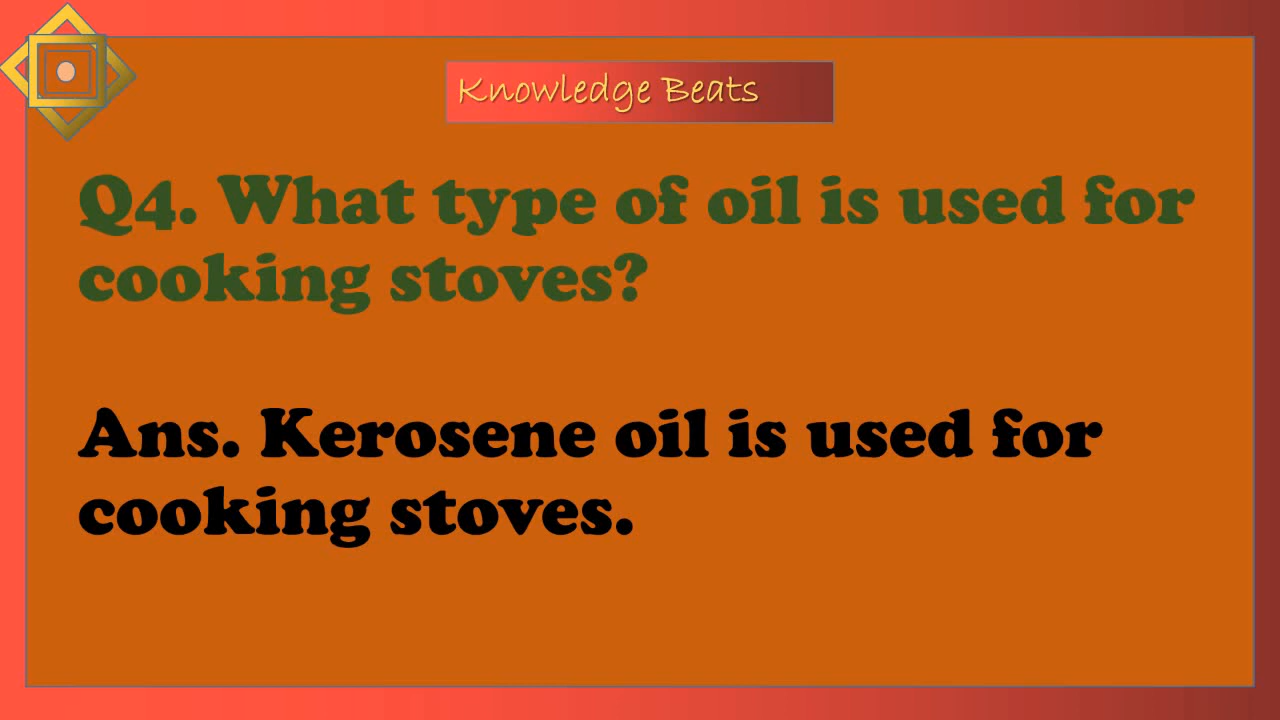 Knowledge Beats
Q4. What type of oil is used for
cooking stoves?
Ans. Kerosene oil is used for
cooking stoves.